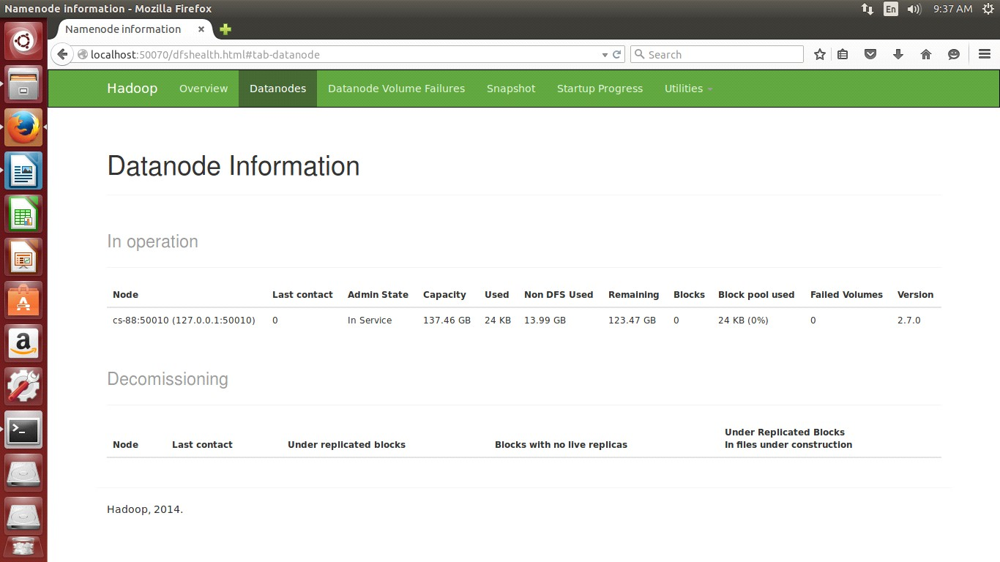 Namenode information - Mozilla Firefox En 9:37 AM
Namenode information × 
localhost:50070/dfshealth.html#tab-datanode Search
Hadoop Overview Datanodes Datanode Volume Failures Snapshot Startup Progress Utilities
Datanode Information
In operation
Node Last contact Admin State Capacity Used Non DFS Used Remaining Blocks Block pool used Failed Volumes Version
cs-88:50010 (127.0.0.1:50010) 0 In Service 137.46 GB 24 KB 13.99 GB 123.47 GB 0 24 KB (0%) 0 2.7.0
Decomissioning
Node Last contact Under replicated blocks Blocks with no live replicas Under Replicated Blocks
In files under construction
Hadoop, 2014.